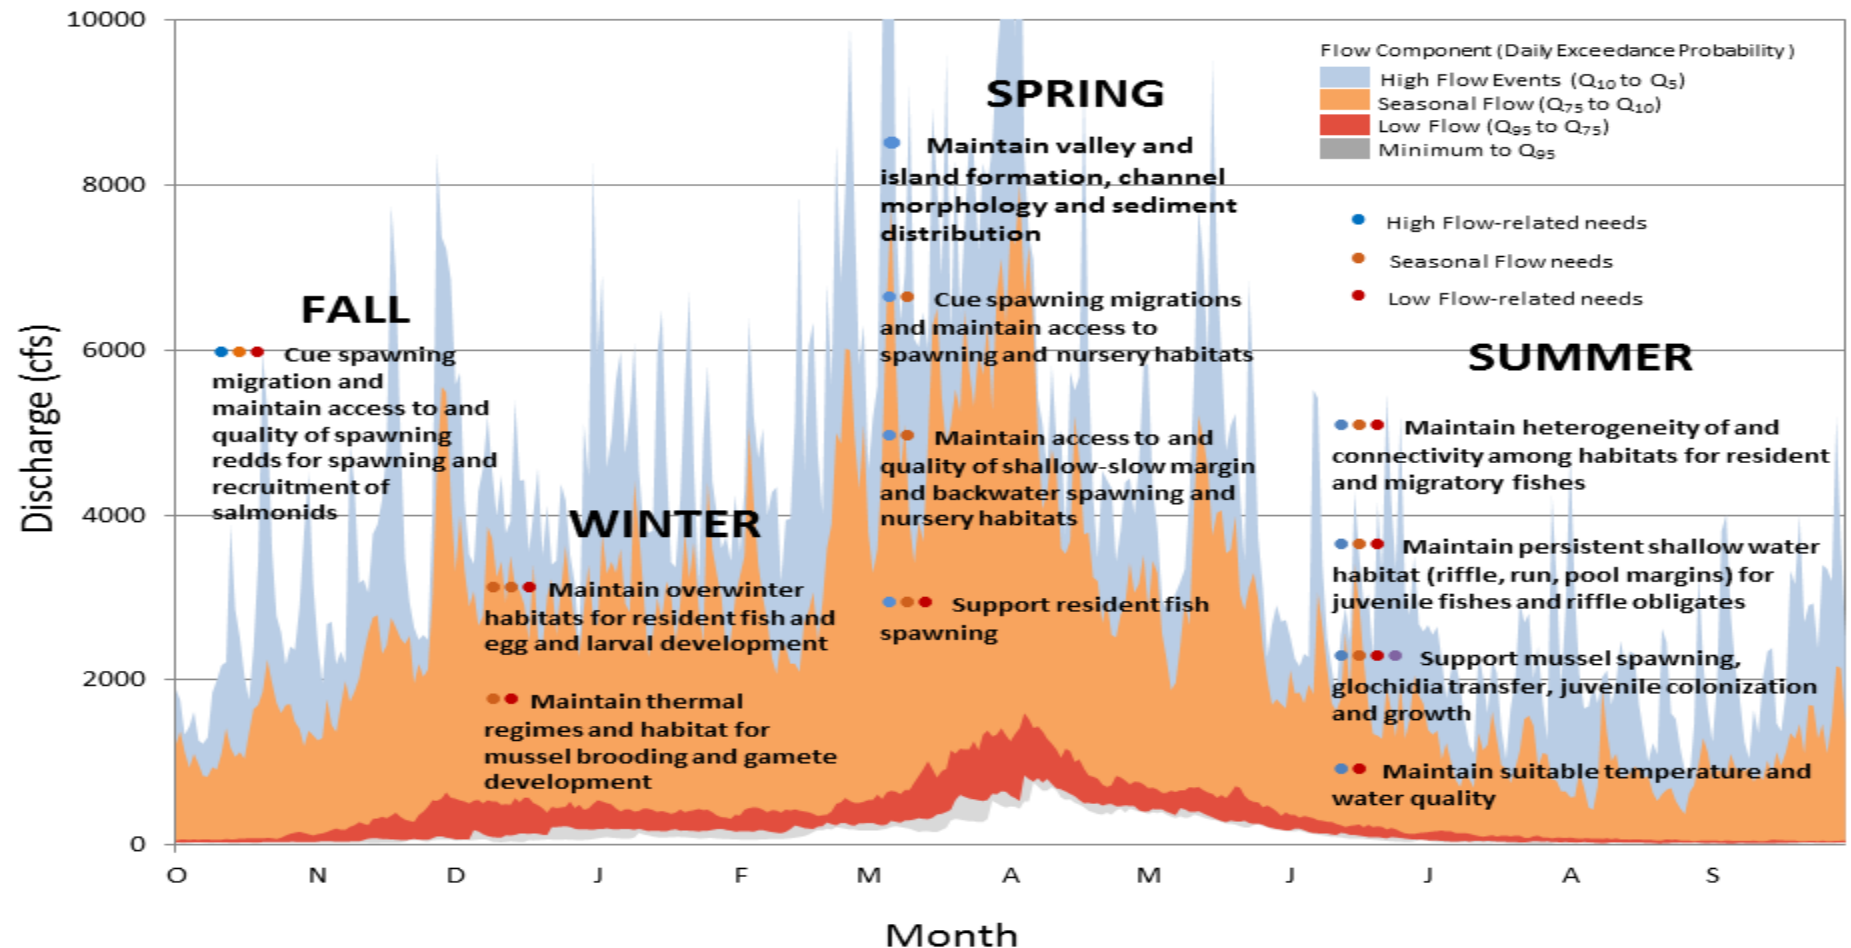 10000
8000
6000
4000
2000
0
Discharge (cfs)
O N D J F M A M J J A S
Month
Flow Component (Daily Exceedance Probability)
High Flow Events (Q10 to Q5)
Seasonal Flow (Q75 to Q10)
Low Flow (Q95 to Q75)
Minimum to Q95
High Flow-related needs
Seasonal Flow needs
Low Flow-related needs
FALL
Cue spawning
migration and
maintain access to and
quality of spawning
redds for spawning and
recruitment of
salmonids
WINTER
Maintain overwinter
habitats for resident fish and
egg and larval development
Maintain thermal
regimes and habitat for
mussel brooding and gamete
development
SPRING
Maintain valley and
island formation, channel
morphology and sediment
distribution
Cue spawning migrations
and maintain access to
spawning and nursery habitats
Maintain access to and
quality of shallow-slow margin
and backwater spawning and
nursery habitats
Support resident fish
spawning
SUMMER
Maintain heterogeneity of and
connectivity among habitats for resident
and migratory fishes
Maintain persistent shallow water
habitat (riffle, run, pool margins) for
juvenile fishes and riffle obligates
Support mussel spawning,
glochidia transfer, juvenile colonization
and growth
Maintain suitable temperature and
water quality